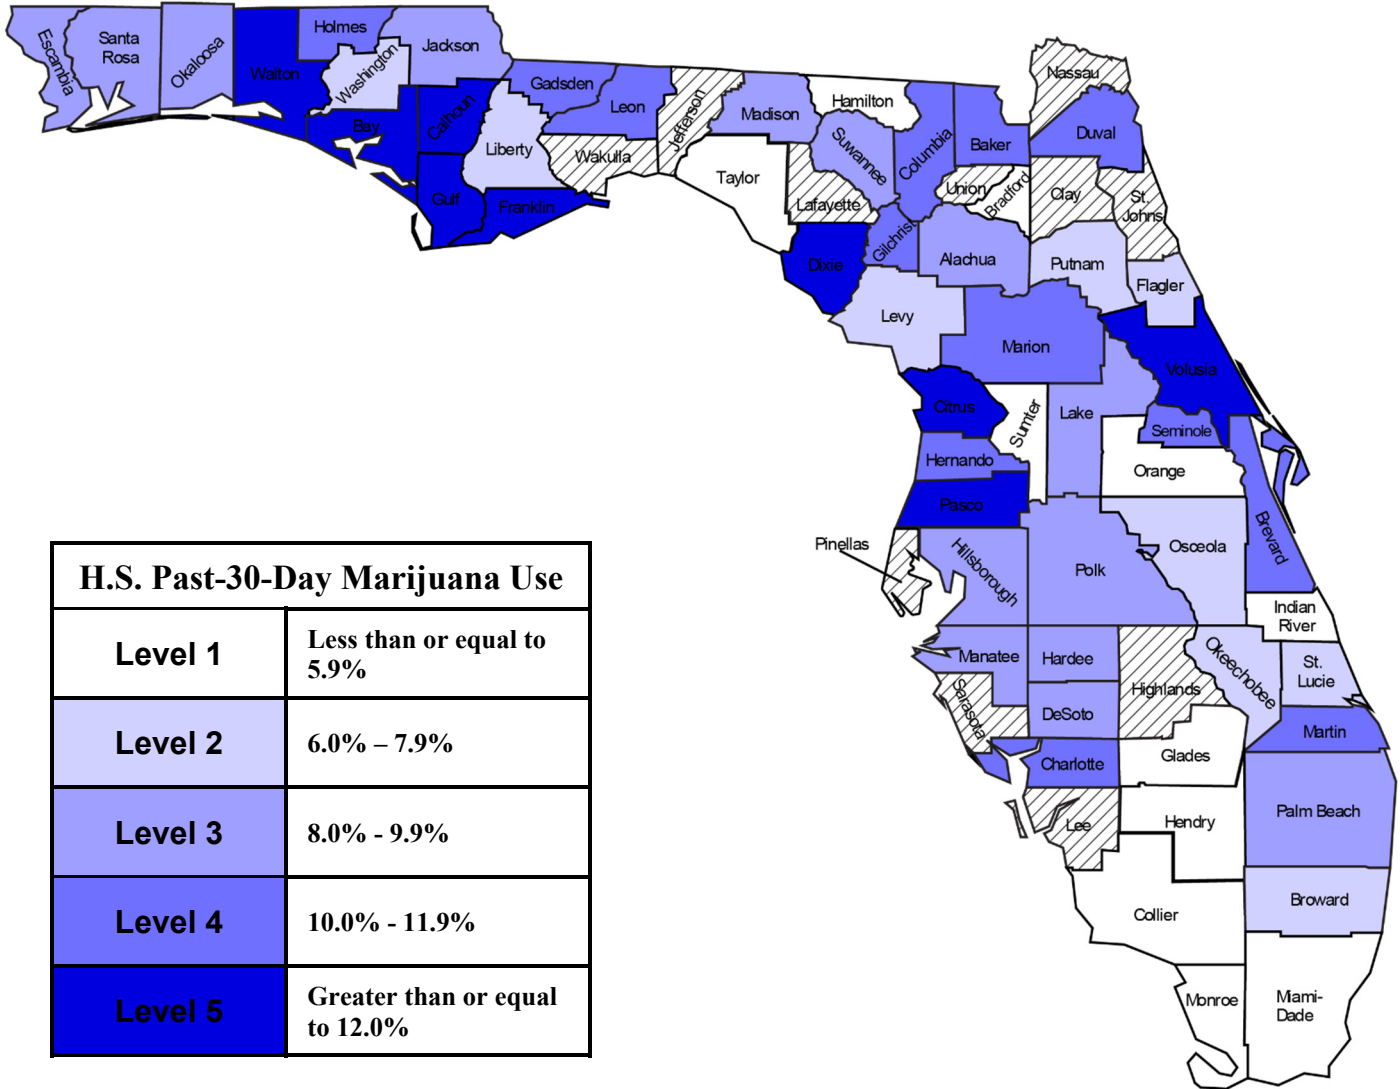 Escambia
Santa
Rosa
Okaloosa
Walton
Holmes
Washington
Jackson
Bay
Calhoun
Gulf
Liberty
Franklin
Gadsden
Leon
Wakulla
Jefferson
Madison
Taylor
Hamilton
Suwannee
Lafayette
Dixie
Columbia
Gilchrist
Baker
Union
Bradford
Alachua
Levy
Nassau
Duval
Clay
St.
Johns
Putnam
Flagler
Marion
Volusia
Citrus
Sumter
Lake
Seminole
Hernando
Orange
Pasco
Brevard
Pinellas
Hillsborough
Polk
Osceola
Indian
River
Manatee
Hardee
Highlands
Okeechobee
St.
Lucie
Sarasota
DeSoto
Martin
Charlotte
Glades
Lee
Hendry
Palm Beach
Collier
Broward
Monroe
Miami-
Dade
H.S. Past-30-Day Marijuana Use
Level 1
Less than or equal to
5.9%
Level 2
6.0% – 7.9%
Level 3
8.0% - 9.9%
Level 4
10.0% - 11.9%
Level 5
Greater than or equal
to 12.0%